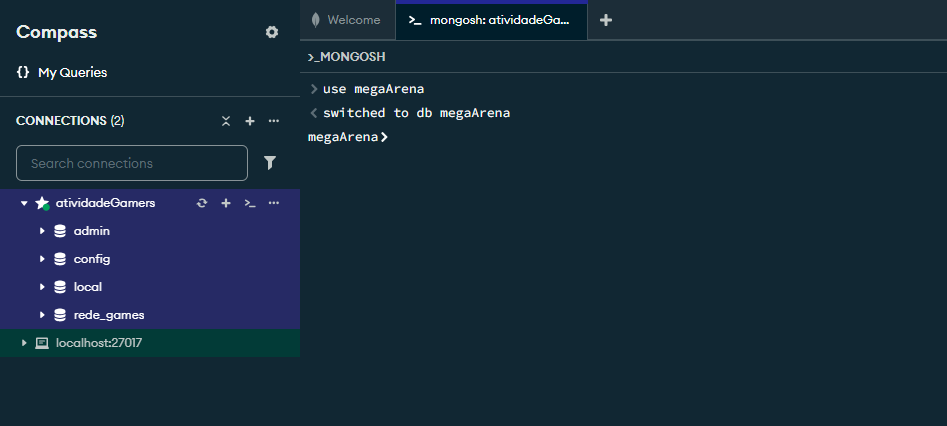 Compass
{} My Queries
CONNECTIONS (2)
Search connections
atividadeGamers
admin
config
local
rede_games
localhost:27017
Welcome
>_ mongosh: atividadeGa...
>_MONGOSH
> use megaArena
< switched to db megaArena
megaArena>